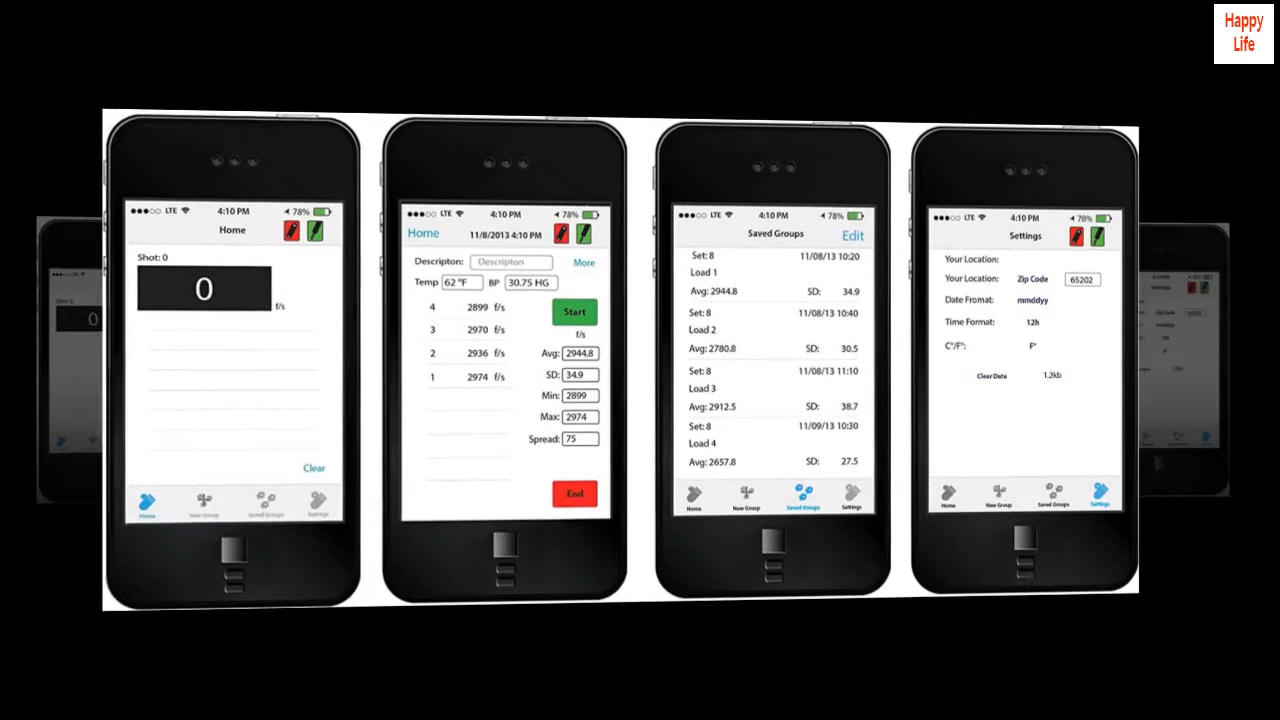 Happy
Life
LTE 4:10 PM 78%
Home
Shot: 0
0
f/s
Clear
Home New Group Saved Groups Settings
LTE 4:10 PM 78%
Home 11/8/2013 4:10 PM
Descripton: Descripton More
Temp 62 °F BP 30.75 HG
4 2899 f/s
3 2970 f/s
2 2936 f/s
1 2974 f/s
Start
f/s
Avg: 2944.8
SD: 34.9
Min: 2899
Max: 2974
Spread: 75
End
LTE 4:10 PM 78%
Saved Groups Edit
Set: 8 11/08/13 10:20
Load 1
Avg: 2944.8 SD: 34.9
Set: 8 11/08/13 10:40
Load 2
Avg: 2780.8 SD: 30.5
Set: 8 11/08/13 11:10
Load 3
Avg: 2912.5 SD: 38.7
Set: 8 11/09/13 10:30
Load 4
Avg: 2657.8 SD: 27.5
Home New Group Saved Groups Settings
LTE 4:10 PM 78%
Settings
Your Location:
Your Location: Zip Code 65202
Date Fromat: mmddyy
Time Format: 12h
C°/F°: F°
Clear Data 1.2kb
Home New Group Saved Groups Settings